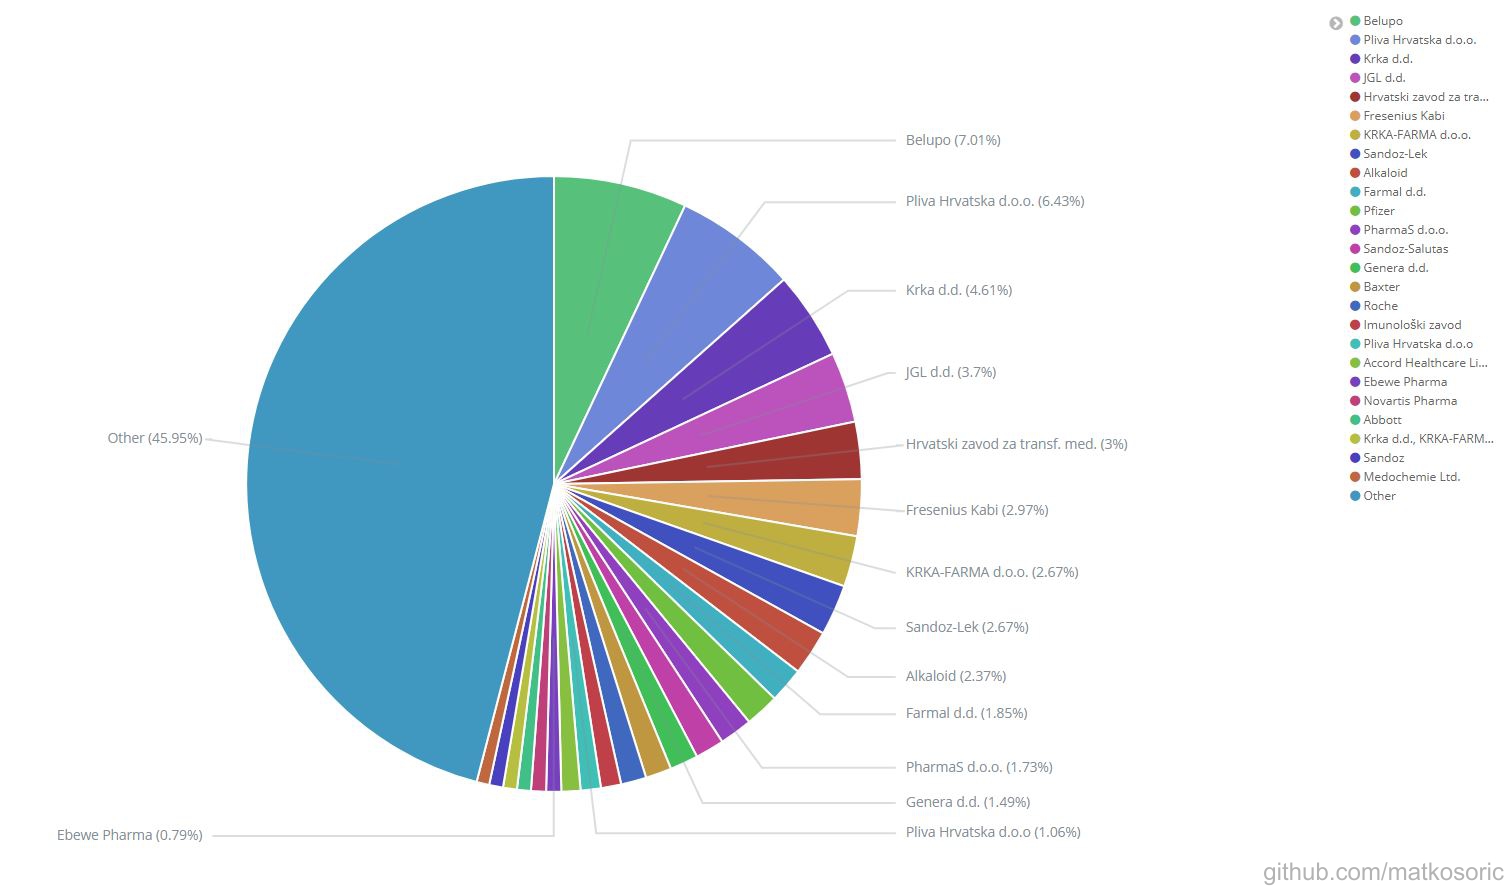 Belupo (7.01%)
Pliva Hrvatska d.o.o. (6.43%)
Krka d.d. (4.61%)
JGL d.d. (3.7%)
Hrvatski zavod za transf. med. (3%)
Fresenius Kabi (2.97%)
KRKA-FARMA d.o.o. (2.67%)
Sandoz-Lek (2.67%)
Alkaloid (2.37%)
Farmal d.d. (1.85%)
PharmaS d.o.o. (1.73%)
Genera d.d. (1.49%)
Pliva Hrvatska d.o.o (1.06%)
Ebewe Pharma (0.79%)
Other (45.95%)
Belupo
Pliva Hrvatska d.o.o.
Krka d.d.
JGL d.d.
Hrvatski zavod za tra...
Fresenius Kabi
KRKA-FARMA d.o.o.
Sandoz-Lek
Alkaloid
Farmal d.d.
Pfizer
PharmaS d.o.o.
Sandoz-Salutas
Genera d.d.
Baxter
Roche
Imunološki zavod
Pliva Hrvatska d.o.o
Accord Healthcare Li...
Ebewe Pharma
Novartis Pharma
Abbott
Krka d.d., KRKA-FARM...
Sandoz
Medochemie Ltd.
Other
github.com/matkosoric